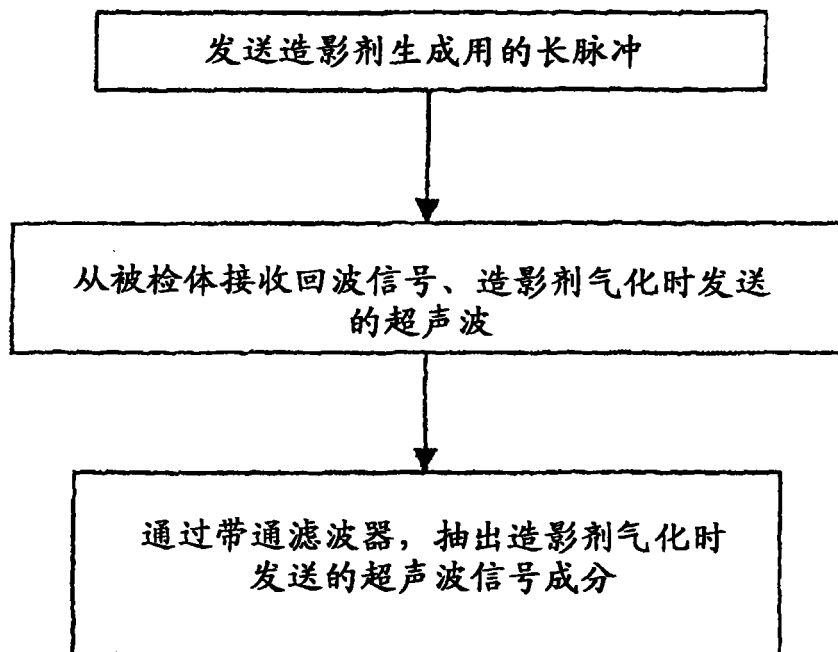 发送造影剂生成用的长脉冲
从被检体接收回波信号、造影剂气化时发送
的超声波
通过带通滤波器，抽出造影剂气化时
发送的超声波信号成分